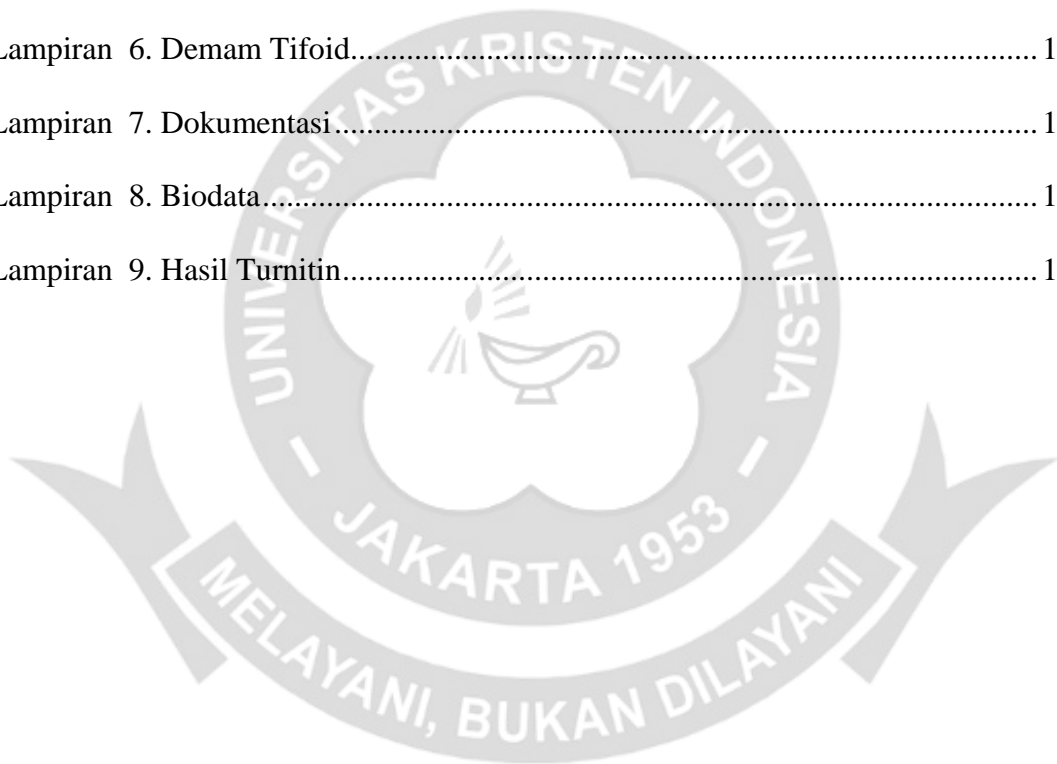 Lampiran 6. Demam Tifoid.................................................................................... 1
Lampiran 7. Dokumentasi...................................................................................... 1
Lampiran 8. Biodata............................................................................................... 1
Lampiran 9. Hasil Turnitin..................................................................................... 1
UNIVERSITAS KRISTEN INDONESIA
JAKARTA 1953
MELAYANI, BUKAN DILAYANI